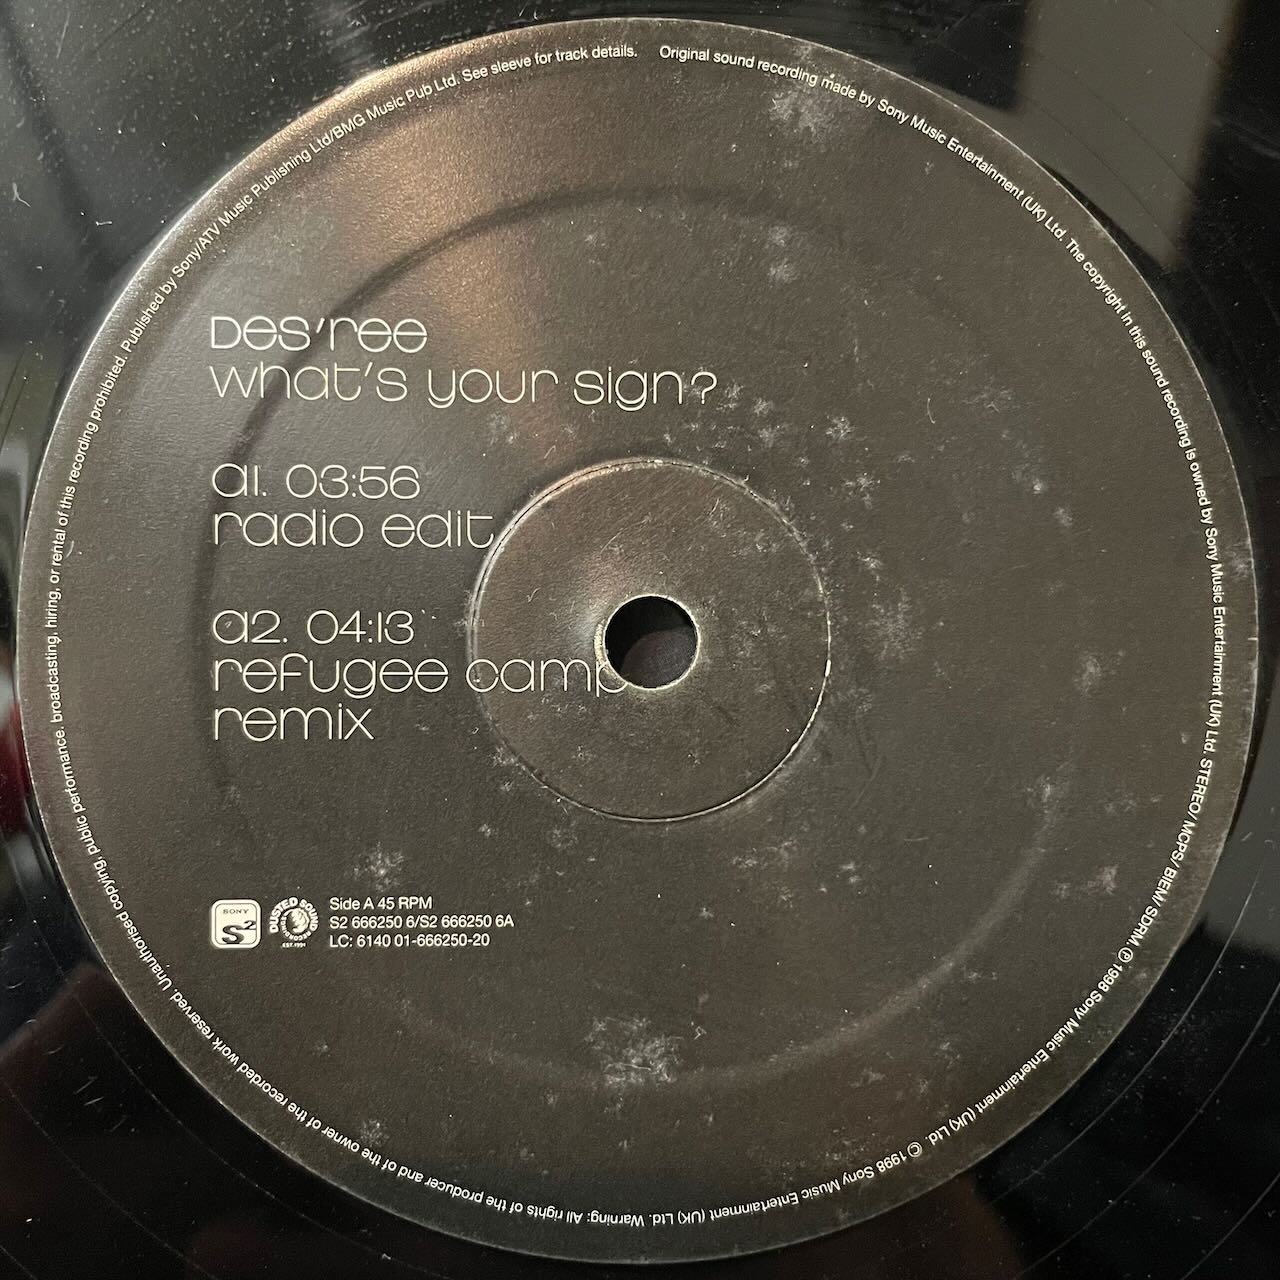 Des'ree
what's your sign?
a1. 03:56
radio edit
a2. 04:13
refugee camp
remix
SONY
S2
DUSTED SOUND
RECORDS
EST. 1991
Side A 45 RPM
S2 666250 6/S2 666250 6A
LC: 6140 01-666250-20
Original sound recording made by Sony Music Entertainment (UK) Ltd. The copyright in this sound recording is owned by Sony Music Entertainment (UK) Ltd. STEREO/ MCPS/ BIEM/ SDRM. ℗ 1998 Sony Music Entertainment (UK) Ltd. © 1998 Sony Music Entertainment (UK) Ltd. Warning: All rights of the producer and of the owner of the recorded work reserved. Unauthorised copying, public performance, broadcasting, hiring, or rental of this recording prohibited. Published by Sony/ATV Music Publishing Ltd/BMG Music Pub Ltd. See sleeve for track details.